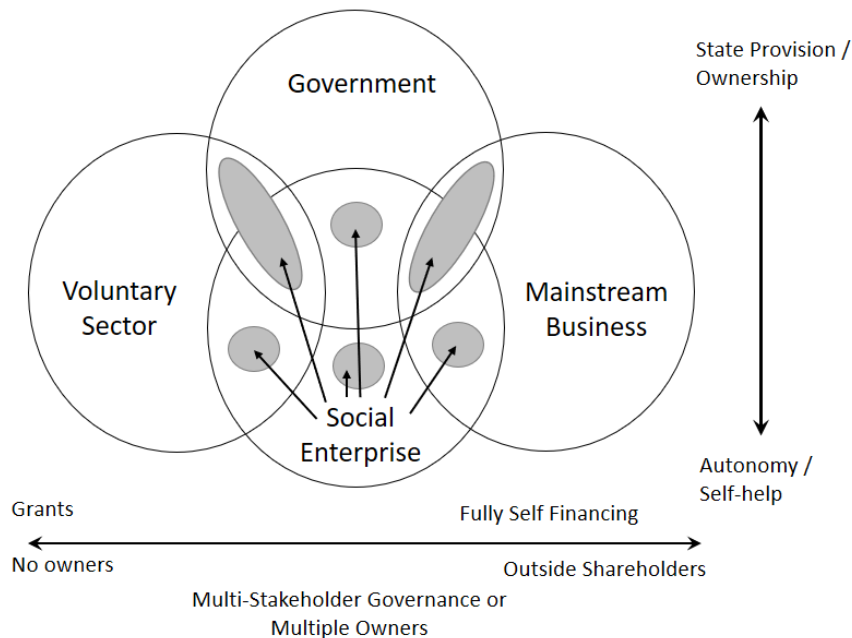 State Provision /
Ownership
Government
Voluntary
Sector
Mainstream
Business
Social
Enterprise
Autonomy /
Self-help
Grants
Fully Self Financing
No owners
Outside Shareholders
Multi-Stakeholder Governance or
Multiple Owners